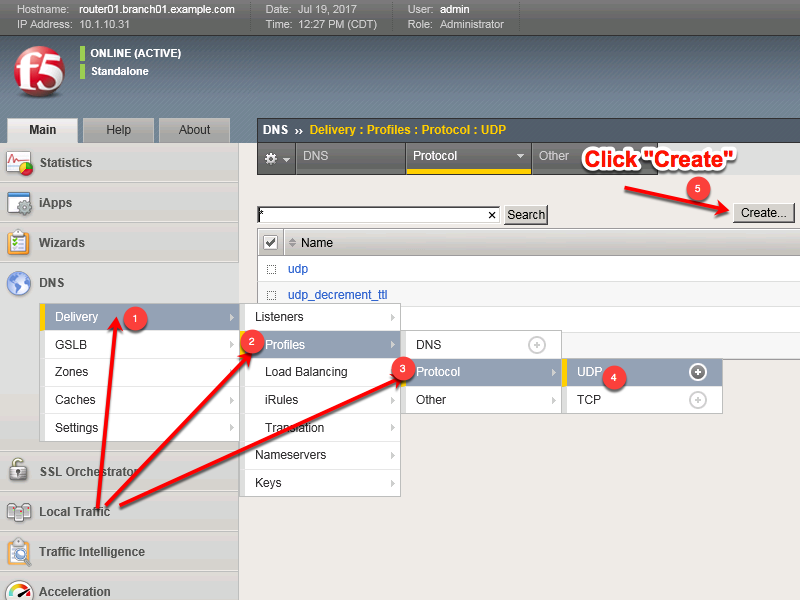 Hostname: router01.branch01.example.com Date: Jul 19, 2017 User: admin
IP Address: 10.1.10.31 Time: 12:27 PM (CDT) Role: Administrator
f5
ONLINE (ACTIVE)
Standalone
Main Help About
DNS ›› Delivery : Profiles : Protocol : UDP
DNS Protocol Other
Click "Create"
5
Statistics
iApps
Wizards
DNS
* × Search Create...
Name
udp
udp_decrement_ttl
Delivery 1
GSLB
Zones
Caches
Settings
Listeners
2 Profiles
Load Balancing
iRules
Translation
Nameservers
Keys
DNS
3 Protocol
Other
UDP 4
TCP
SSL Orchestrator
Local Traffic
Traffic Intelligence
Acceleration